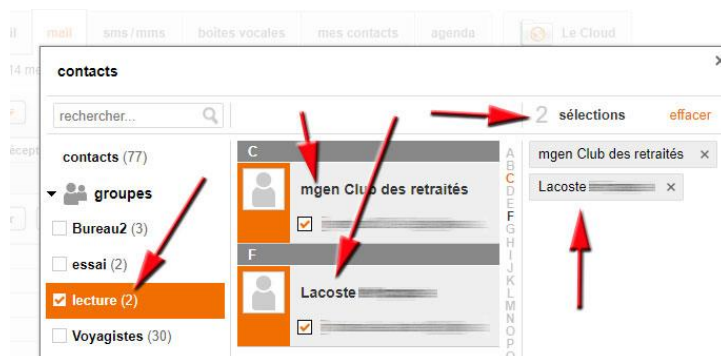 mail sms/mms boîtes vocales mes contacts agenda Le Cloud
contacts
rechercher...
2 sélections effacer
contacts (77)
groupes
Bureau2 (3)
essai (2)
lecture (2)
Voyagistes (30)
C
mgen Club des retraités
F
Lacoste
A
B
C
D
E
F
G
H
I
J
K
L
M
N
O
P
mgen Club des retraités ×
Lacoste ×